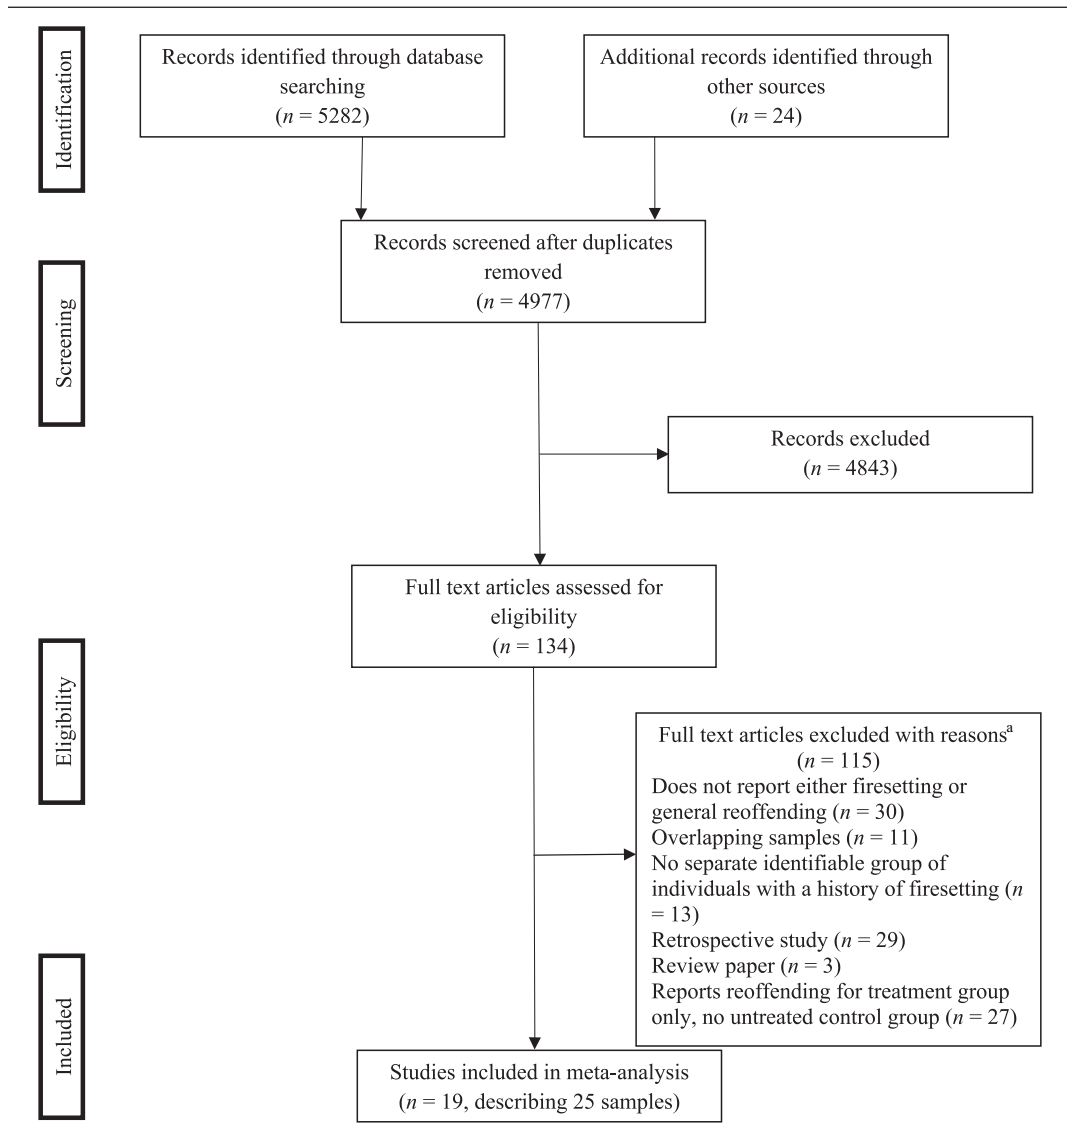 Identification
Records identified through database
searching
(n = 5282)
Additional records identified through
other sources
(n = 24)
Records screened after duplicates
removed
(n = 4977)
Screening
Records excluded
(n = 4843)
Full text articles assessed for
eligibility
(n = 134)
Eligibility
Full text articles excluded with reasonsa
(n = 115)
Does not report either firesetting or
general reoffending (n = 30)
Overlapping samples (n = 11)
No separate identifiable group of
individuals with a history of firesetting (n
= 13)
Retrospective study (n = 29)
Review paper (n = 3)
Reports reoffending for treatment group
only, no untreated control group (n = 27)
Included
Studies included in meta-analysis
(n = 19, describing 25 samples)